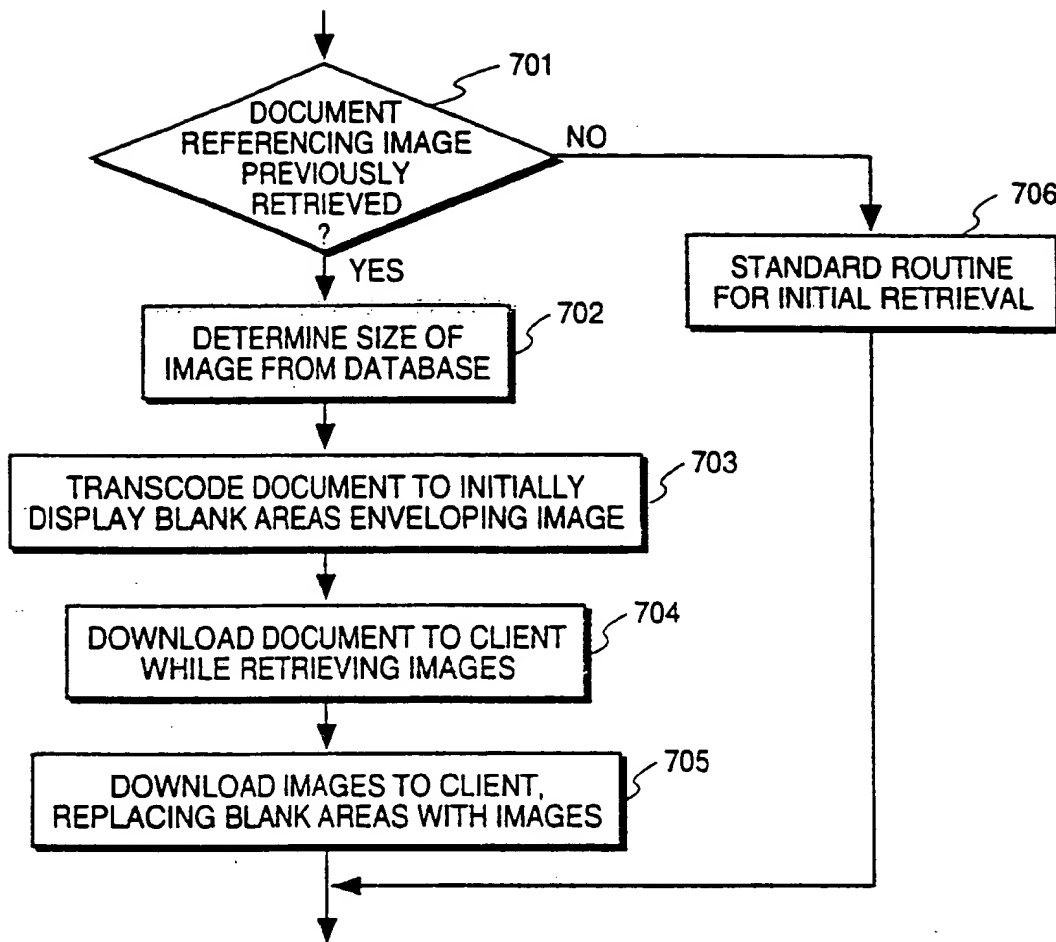 701
DOCUMENT
REFERENCING IMAGE
PREVIOUSLY
RETRIEVED
?
NO
YES
706
STANDARD ROUTINE
FOR INITIAL RETRIEVAL
702
DETERMINE SIZE OF
IMAGE FROM DATABASE
703
TRANSCODE DOCUMENT TO INITIALLY
DISPLAY BLANK AREAS ENVELOPING IMAGE
704
DOWNLOAD DOCUMENT TO CLIENT
WHILE RETRIEVING IMAGES
705
DOWNLOAD IMAGES TO CLIENT,
REPLACING BLANK AREAS WITH IMAGES